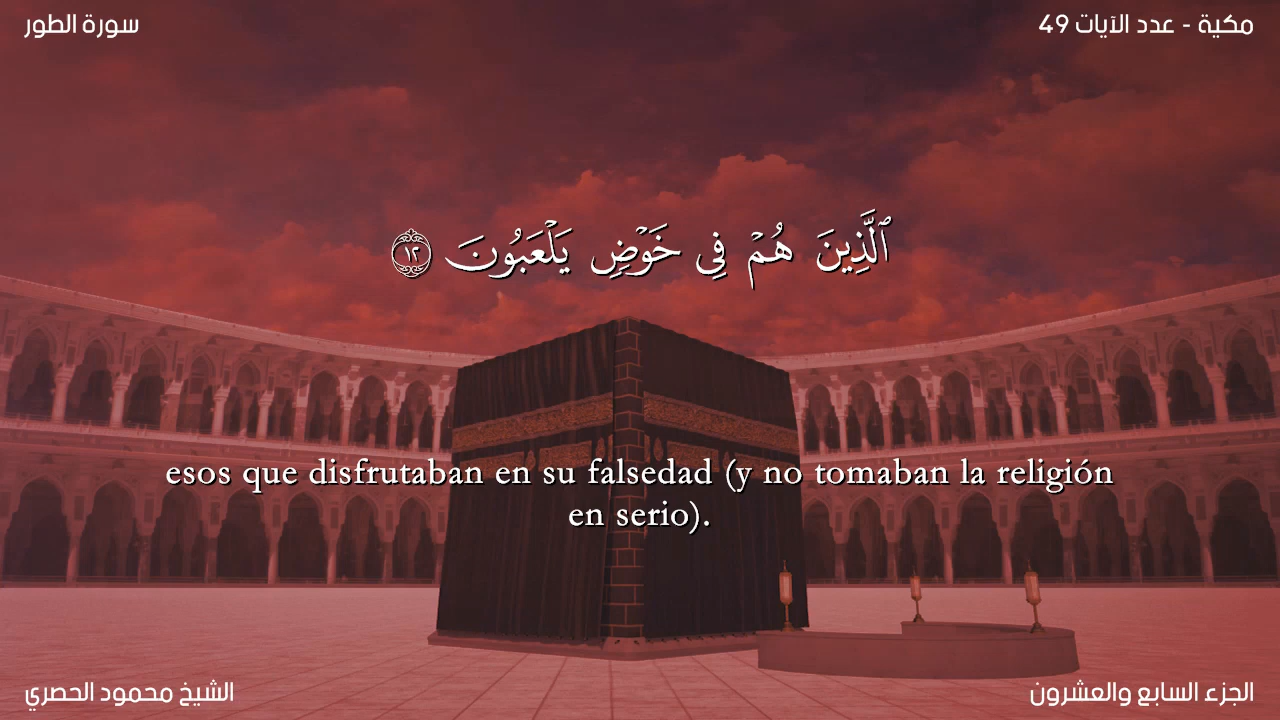 سورة الطور
مكية - عدد الآيات 49
ٱلَّذِينَ هُمْ فِى خَوْضٍ يَلْعَبُونَ ١٢
esos que disfrutaban en su falsedad (y no tomaban la religión
en serio).
الشيخ محمود الحصري
الجزء السابع والعشرون